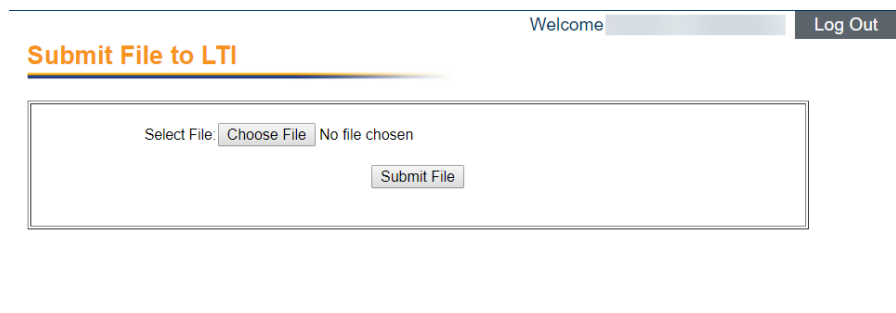 Welcome Log Out
Submit File to LTI
Select File: Choose File No file chosen
Submit File